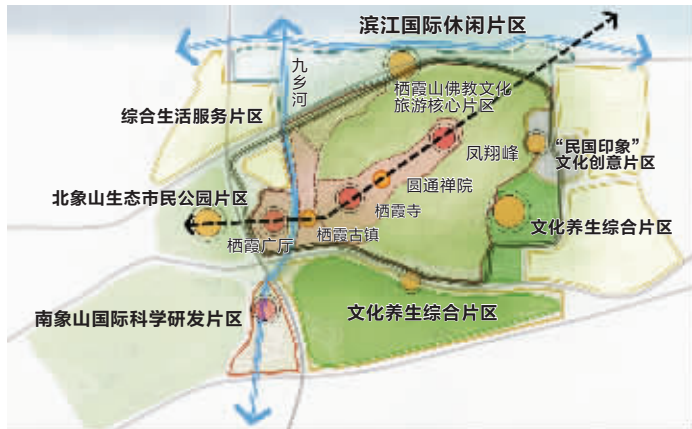 滨江国际休闲片区
九乡河
栖霞山佛教文化
旅游核心片区
综合生活服务片区
凤翔峰
“民国印象”
文化创意片区
圆通禅院
北象山生态市民公园片区
栖霞寺
文化养生综合片区
栖霞古镇
栖霞广厅
南象山国际科学研发片区
文化养生综合片区